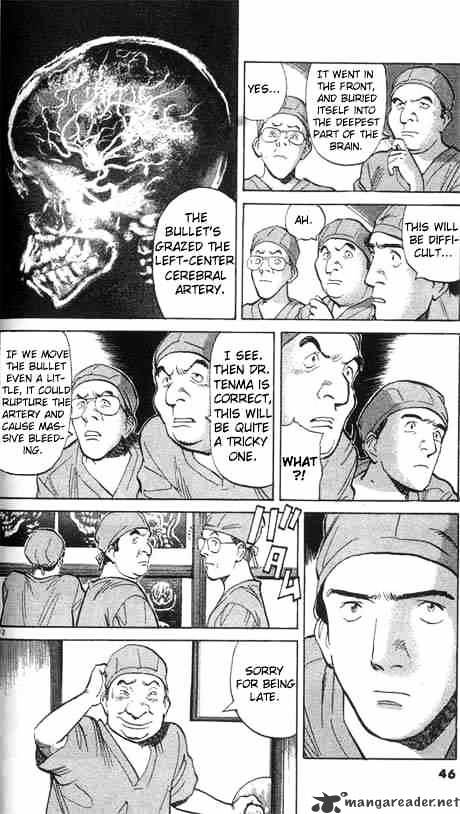 IT WENT IN
THE FRONT,
AND BURIED
ITSELF INTO
THE DEEPEST
PART OF THE
BRAIN.
YES...
THE
BULLET'S
GRAZED THE
LEFT-CENTER
CEREBRAL
ARTERY.
THIS WILL
BE DIFFI-
CULT...
AH.
WHAT
?!
I SEE.
THEN DR.
TENMA IS
CORRECT,
THIS WILL
BE QUITE
A TRICKY
ONE.
IF WE MOVE
THE BULLET
EVEN A LIT-
TLE, IT COULD
RUPTURE THE
ARTERY AND
CAUSE MAS-
SIVE BLEED-
ING.
バタム
SORRY
FOR BEING
LATE.
46
mangareader.net